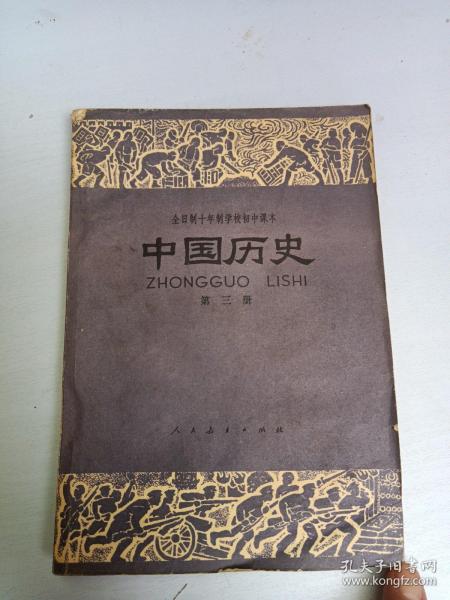 全日制十年制学校初中课本
中国历史
ZHONGGUO LISHI
第三册
人民教育出版社
孔夫子旧书网
www.kongfz.com